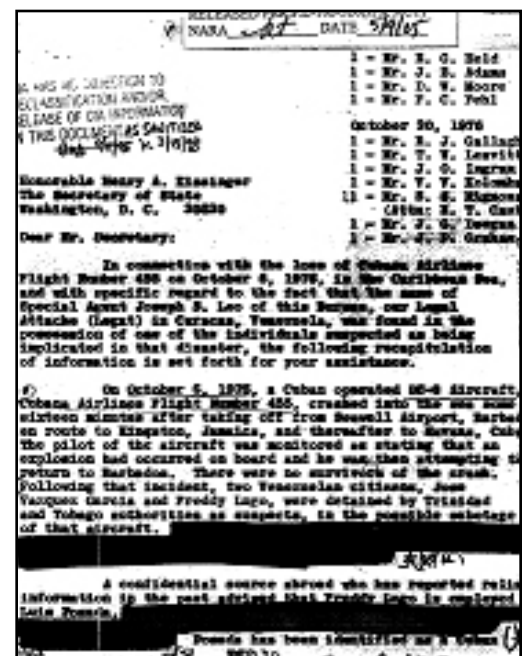 NARA DATE 5/9/05
1 - Mr. J. B. Adams
1 - Mr. D. W. Moore
HAS NO OBJECTION TO
DECLASSIFICATION AND/OR
RELEASE OF CIA INFORMATION
IN THIS DOCUMENT AS SANITIZED
October 20, 1976
1 - Mr. R. J. Gallagh
1 - Mr. T. W. Leavitt
1 - Mr. J. O. Ingram
Honorable Henry A. Kissinger
The Secretary of State
Washington, D. C.
Dear Mr. Secretary:
In connection with the loss of Cubana Airlines
Flight Number 455 on October 6, 1976, in the Caribbean Sea,
and with specific regard to the fact that the name of
Special Agent Joseph S. Leo of this Bureau, our Legal
Attache (Legat) in Caracas, Venezuela, was found in the
possession of one of the individuals suspected as being
implicated in that disaster, the following recapitulation
of information is set forth for your assistance.
On October 6, 1976, a Cuban operated DC-8 aircraft,
Cubana Airlines Flight Number 455, crashed into the sea some
sixteen minutes after taking off from Seawell Airport, Barba
en route to Kingston, Jamaica, and thereafter to Havana, Cuba
The pilot of the aircraft was monitored as stating that an
explosion had occurred on board and he was then attempting to
return to Barbados. There were no survivors of the crash.
Following that incident, two Venezuelan citizens, Jose
Vazquez Garcia and Freddy Lugo, were detained by Trinidad
and Tobago authorities as suspects, in the possible sabotage
of that aircraft.
A confidential source abroad who has reported relia
information in the past advised that Freddy Lugo is employed
Luis Posada,
Posada has been identified as a Cuban